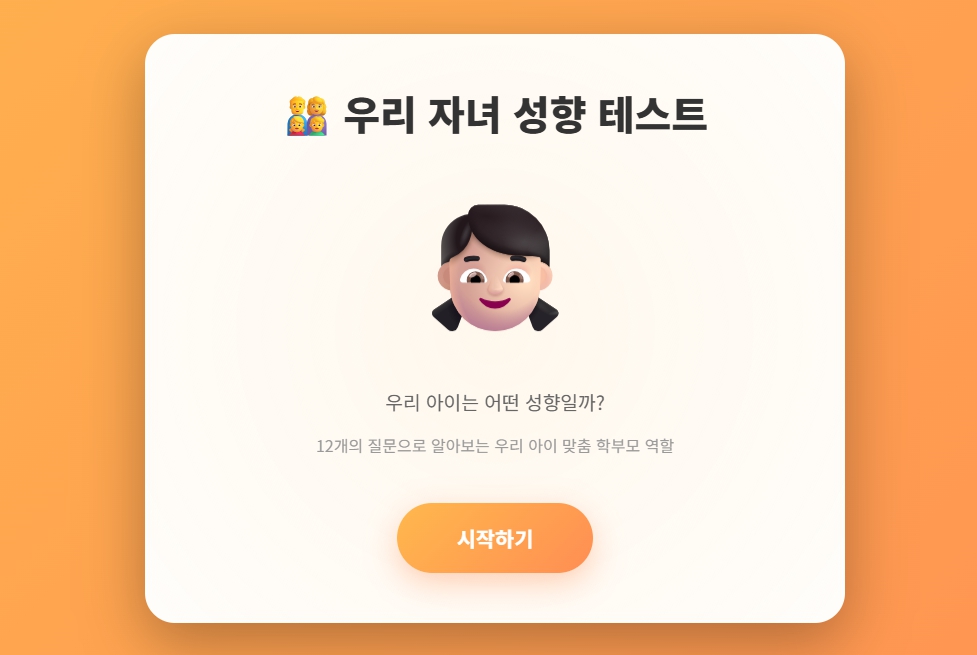 우리 자녀 성향 테스트
우리 아이는 어떤 성향일까?
12개의 질문으로 알아보는 우리 아이 맞춤 학부모 역할
시작하기